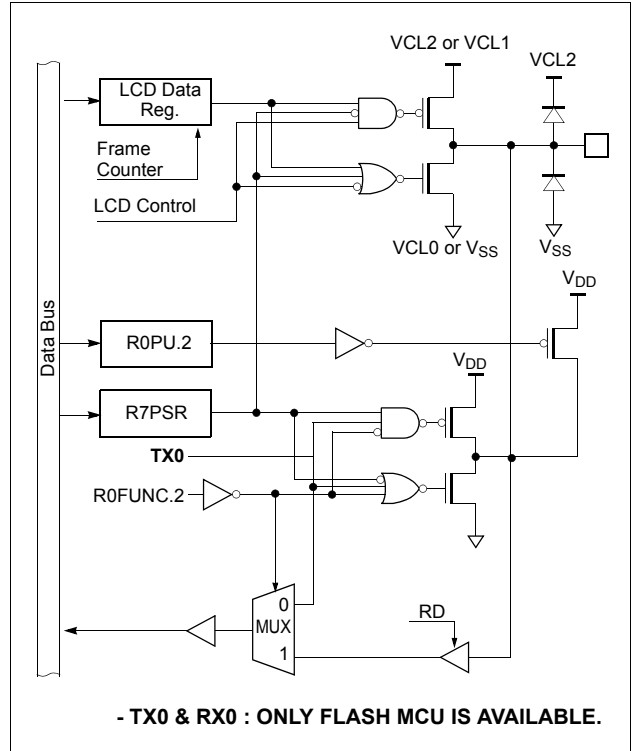 VCL2 or VCL1
VCL2
LCD Data
Reg.
Frame
Counter
LCD Control
VCL0 or VSS
VSS
VDD
Data Bus
R0PU.2
VDD
R7PSR
TX0
R0FUNC.2
0
MUX
1
RD
- TX0 & RX0 : ONLY FLASH MCU IS AVAILABLE.